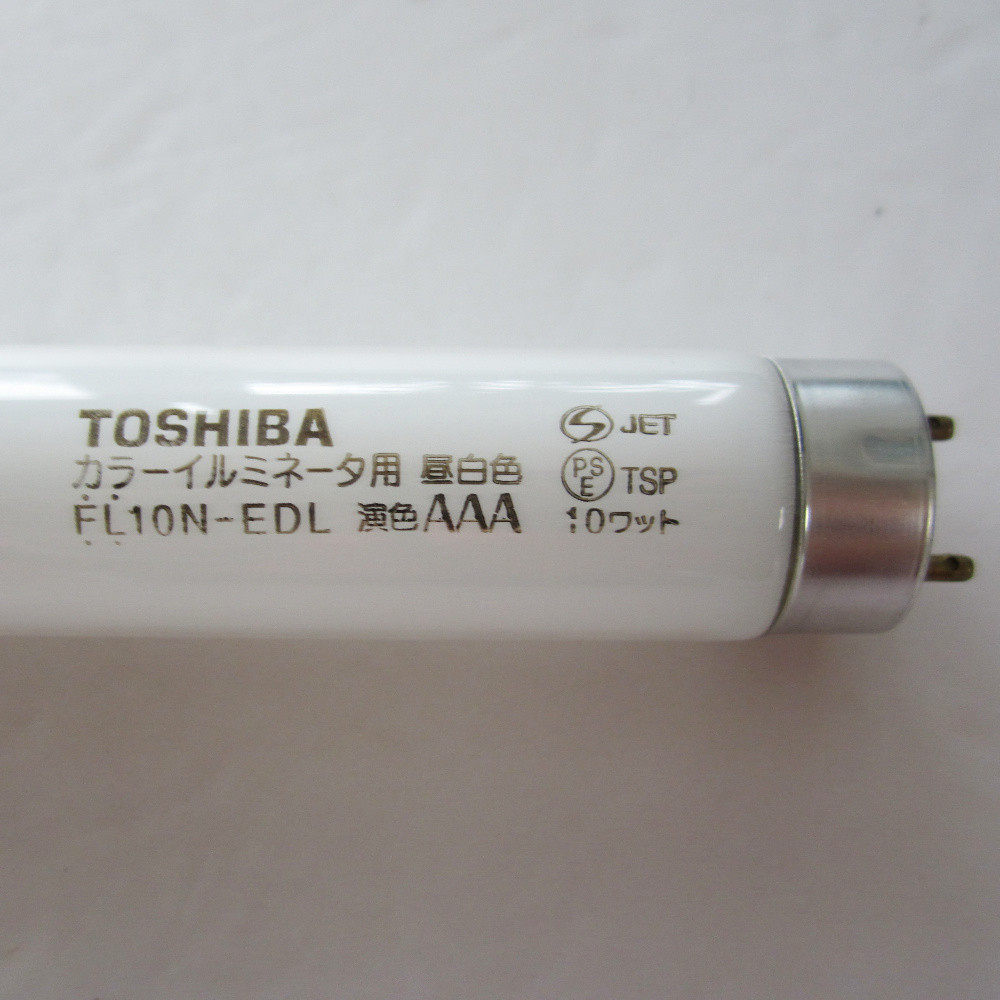 TOSHIBA
カラーイルミネータ用 昼白色
FL10N-EDL 演色AAA
JET
PSE TSP
10ワット